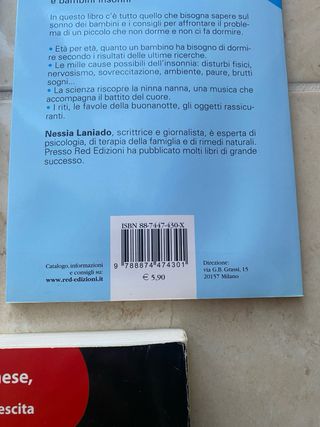 e bambini insonni
In questo libro c'è tutto quello che bisogna sapere sul
sonno dei bambini e i consigli per affrontare il proble-
ma di un piccolo che non dorme e non ci fa dormire.
• Età per età, quanto un bambino ha bisogno di dormi-
re secondo i risultati delle ultime ricerche.
• Le mille cause possibili dell'insonnia: disturbi fisici,
nervosismo, sovreccitazione, ambiente, paure, brutti
sogni...
• La scienza riscopre la ninna nanna, una musica che
accompagna il battito del cuore.
• I riti, le favole della buonanotte, gli oggetti rassicu-
ranti.
Nessia Laniado, scrittrice e giornalista, è esperta di
psicologia, di terapia della famiglia e di rimedi naturali.
Presso Red Edizioni ha pubblicato molti libri di grande
successo.
ISBN 88-7447-430-X
9 788874 474301
€ 5,90
Catalogo, informazioni
e consigli su:
www.red-edizioni.it
Direzione:
via G.B. Grassi, 15
20157 Milano
nese,
escita